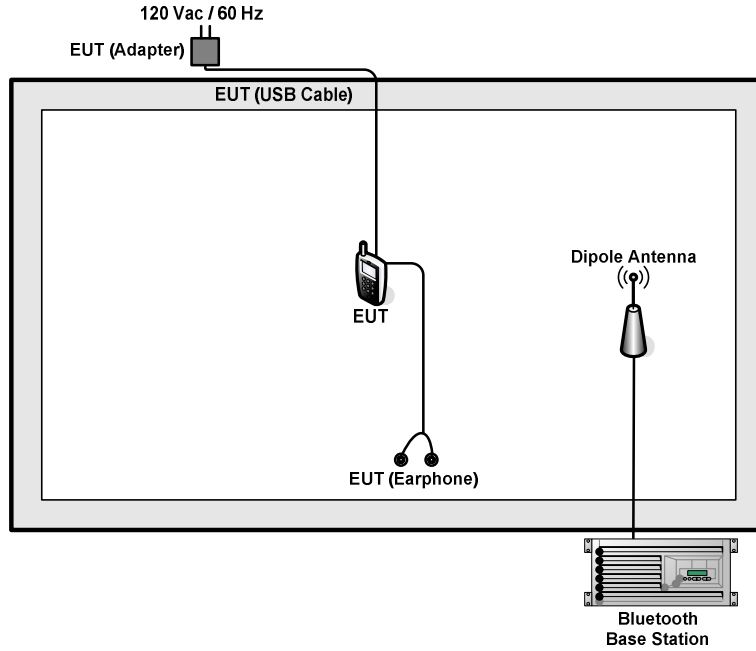 120 Vac / 60 Hz
EUT (Adapter)
EUT (USB Cable)
Dipole Antenna
EUT
EUT (Earphone)
Bluetooth
Base Station